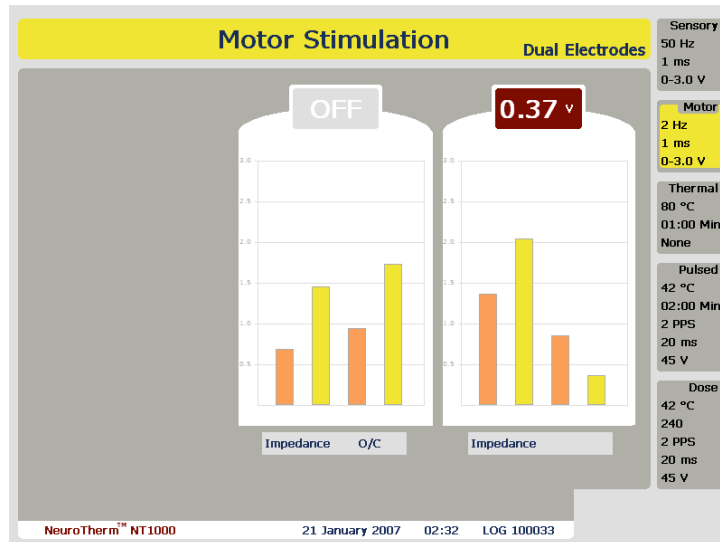 Motor Stimulation
Dual Electrodes
OFF
0.37 V
3.0
2.5
2.0
1.5
1.0
0.5
3.0
2.5
2.0
1.5
1.0
0.5
Impedance O/C
Impedance
Sensory
50 Hz
1 ms
0-3.0 V
Motor
2 Hz
1 ms
0-3.0 V
Thermal
80 °C
01:00 Min
None
Pulsed
42 °C
02:00 Min
2 PPS
20 ms
45 V
Dose
42 °C
240
2 PPS
20 ms
45 V
NeuroTherm™ NT1000 21 January 2007 02:32 LOG 100033